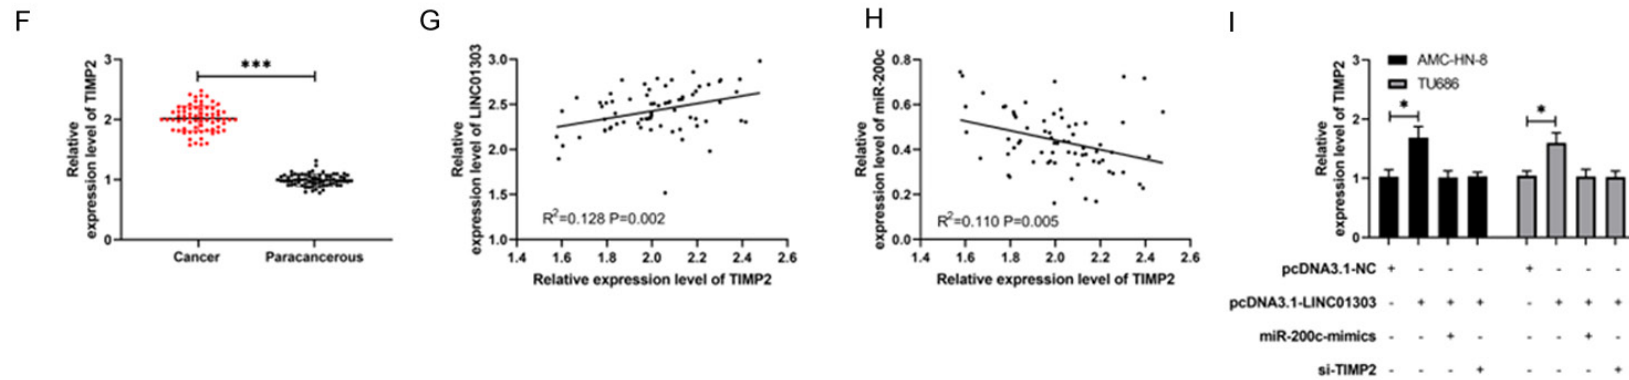 F
Relative
expression level of TIMP2
3
2
1
0
***
Cancer
Paracancerous
G
Relative
expression level of LINC01303
3.0
2.5
2.0
1.5
1.0
R²=0.128 P=0.002
1.4 1.6 1.8 2.0 2.2 2.4 2.6
Relative expression level of TIMP2
H
Relative
expression level of miR-200c
0.8
0.6
0.4
0.2
0.0
R²=0.110 P=0.005
1.4 1.6 1.8 2.0 2.2 2.4 2.6
Relative expression level of TIMP2
I
Relative
expression level of TIMP2
3
2
1
0
AMC-HN-8
TU686
*
*
pcDNA3.1-NC + - - - + - - -
pcDNA3.1-LINC01303 - + + + - + + +
miR-200c-mimics - - + - - - + -
si-TIMP2 - - - + - - - +